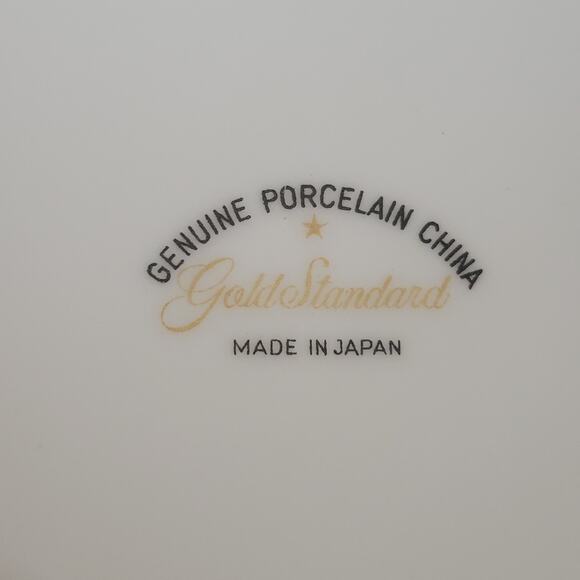 GENUINE PORCELAIN CHINA
Gold Standard
MADE IN JAPAN